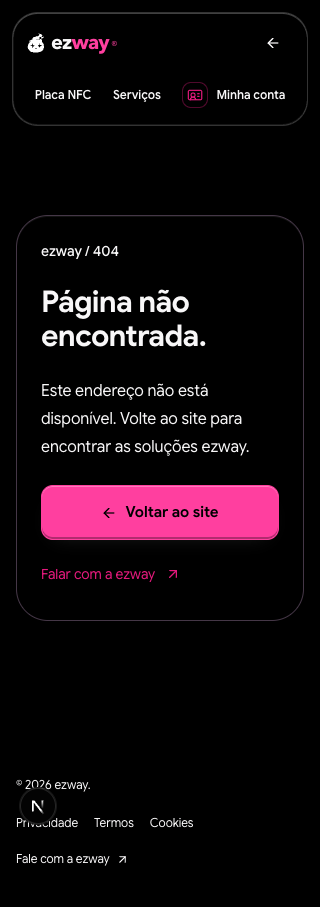 ezway®
Placa NFC Serviços Minha conta
ezway / 404
Página não
encontrada.
Este endereço não está
disponível. Volte ao site para
encontrar as soluções ezway.
Voltar ao site
Falar com a ezway
© 2026 ezway.
N
Privacidade Termos Cookies
Fale com a ezway